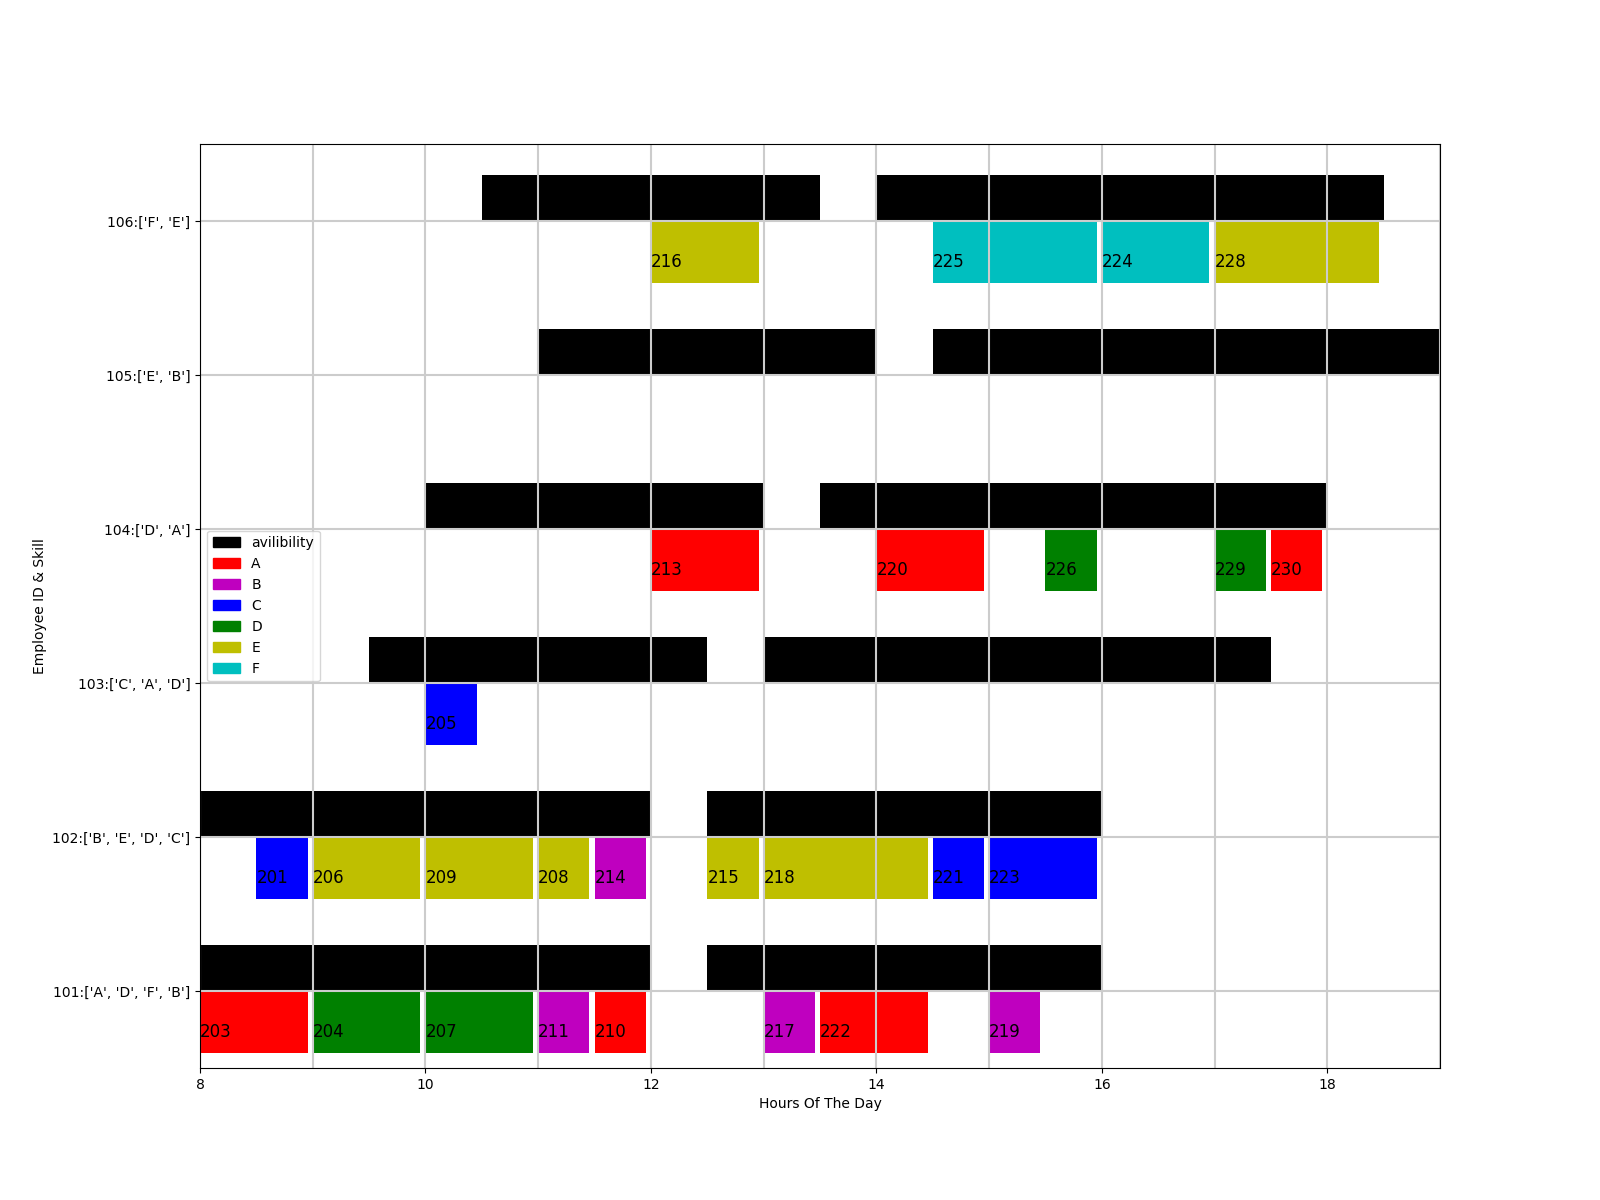 106:['F', 'E']
216 225 224 228
105:['E', 'B']
104:['D', 'A']
213 220 226 229 230
avilibility
A
B
C
D
E
F
Employee ID & Skill
103:['C', 'A', 'D']
205
102:['B', 'E', 'D', 'C']
201 206 209 208 214 215 218 221 223
101:['A', 'D', 'F', 'B']
203 204 207 211 210 217 222 219
8 10 12 14 16 18
Hours Of The Day